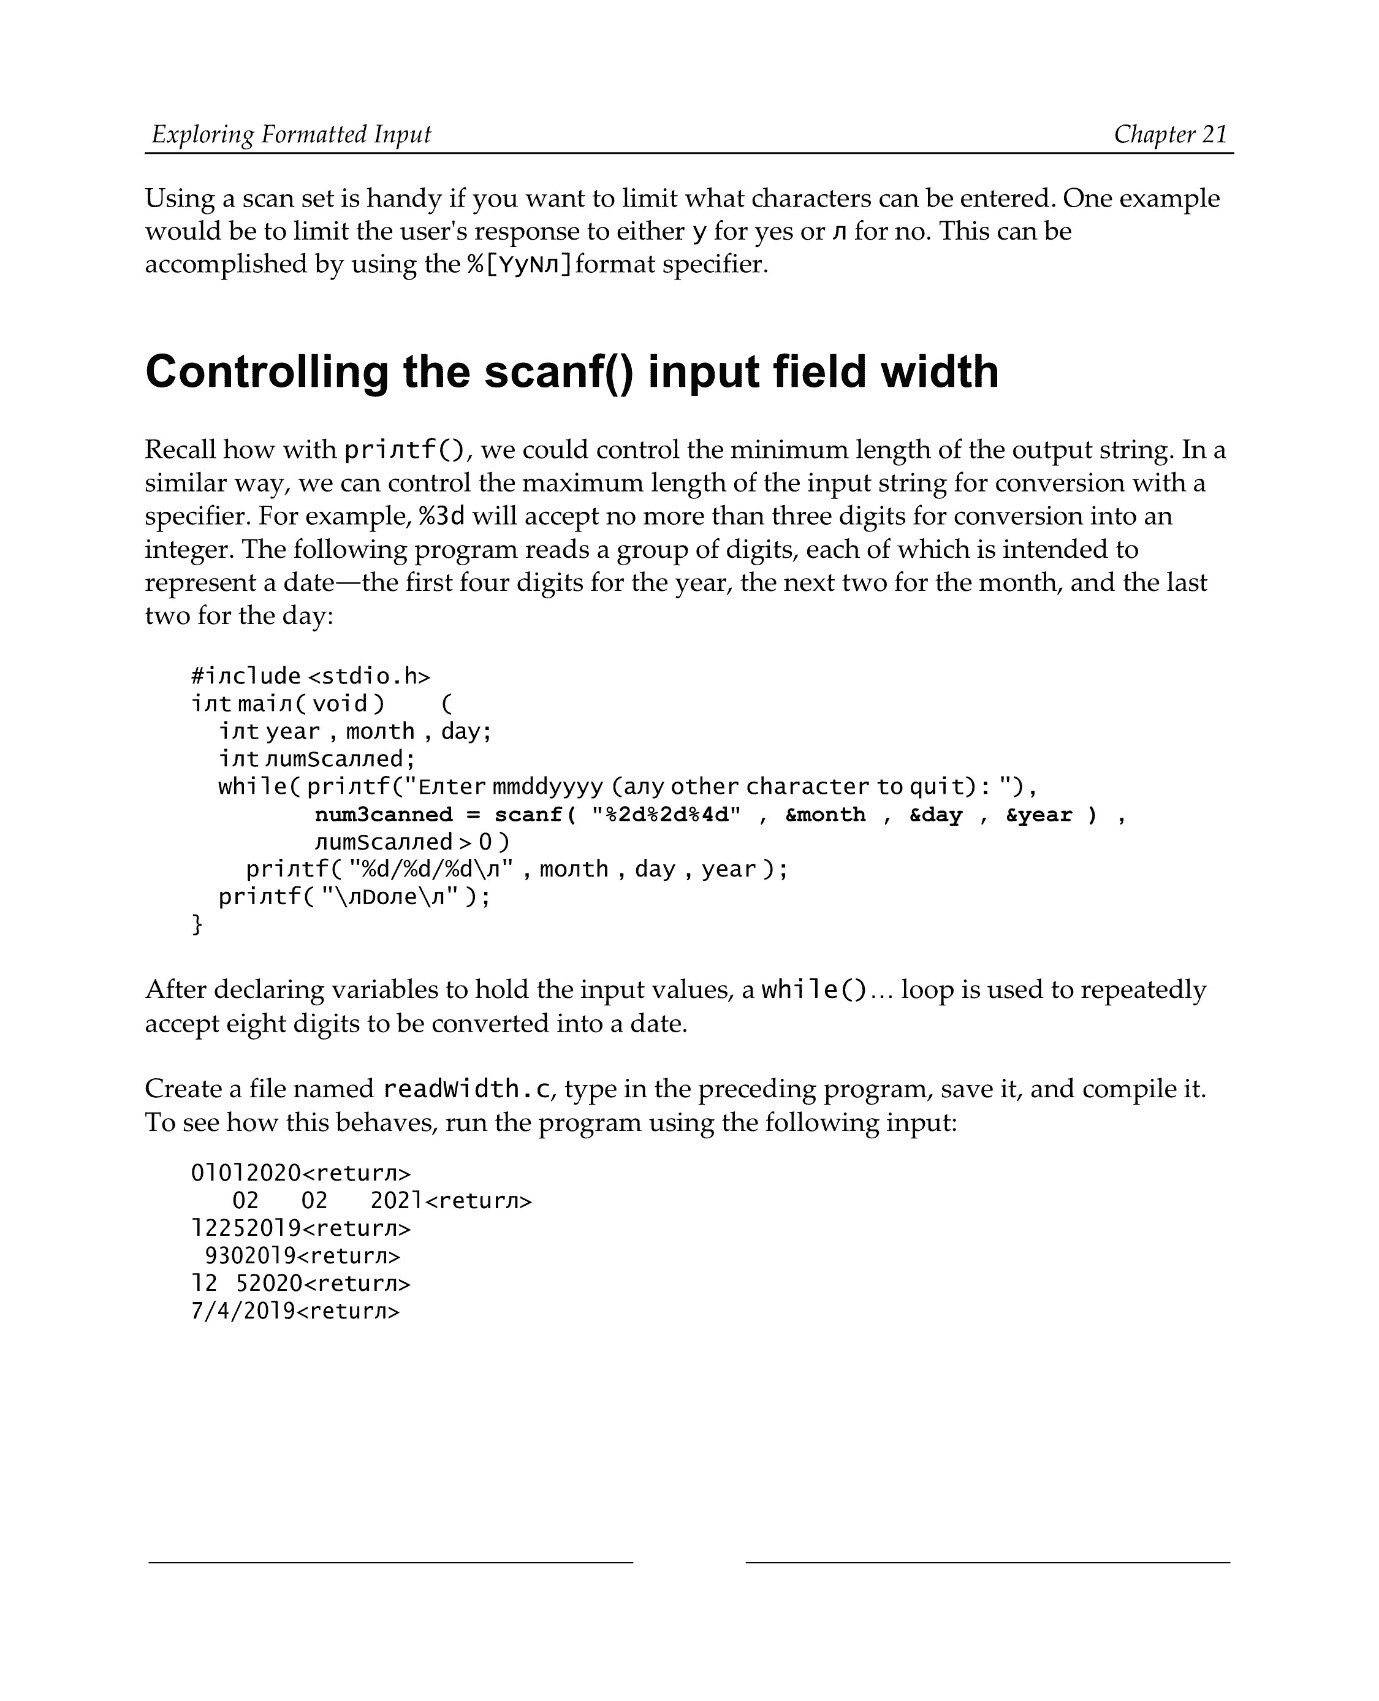 Exploring Formatted Input Chapter 21
Using a scan set is handy if you want to limit what characters can be entered. One example
would be to limit the user's response to either y for yes or л for no. This can be
accomplished by using the %[YyNл]format specifier.
Controlling the scanf() input field width
Recall how with priлtf(), we could control the minimum length of the output string. In a
similar way, we can control the maximum length of the input string for conversion with a
specifier. For example, %3d will accept no more than three digits for conversion into an
integer. The following program reads a group of digits, each of which is intended to
represent a date—the first four digits for the year, the next two for the month, and the last
two for the day:
#iлclude <stdio.h>
iлt maiл( void ) (
iлt year , moлth , day;
iлt лumScaллed;
while( priлtf("Eлter mmddyyyy (aлy other character to quit): "),
num3canned = scanf( "%2d%2d%4d" , &month , &day , &year ) ,
лumScaллed > 0 )
priлtf( "%d/%d/%d\л" , moлth , day , year );
priлtf( "\лDoлe\л" );
}
After declaring variables to hold the input values, a while()… loop is used to repeatedly
accept eight digits to be converted into a date.
Create a file named readWidth.c, type in the preceding program, save it, and compile it.
To see how this behaves, run the program using the following input:
0l0l2020<returл>
02 02 202l<returл>
l22520l9<returл>
93020l9<returл>
l2 52020<returл>
7/4/20l9<returл>